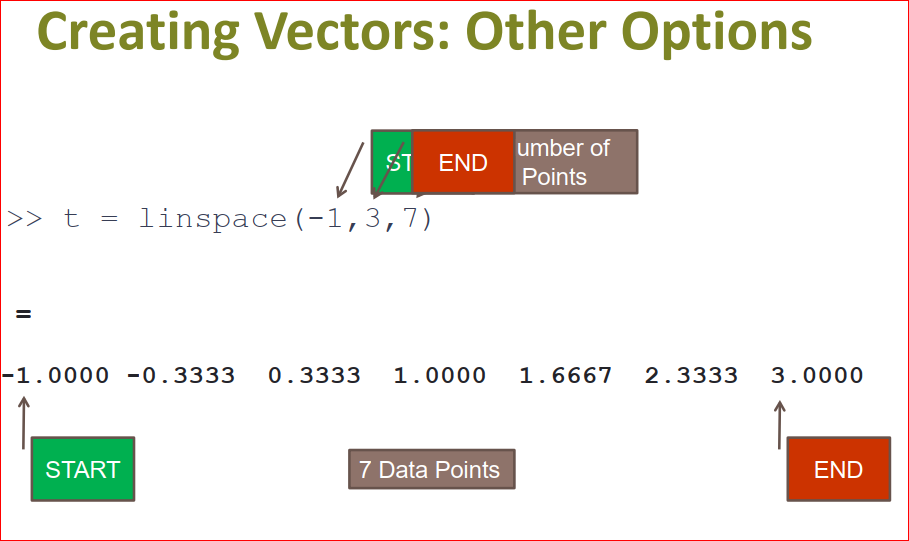 Creating Vectors: Other Options
END
umber of
Points
>> t = linspace(-1,3,7)
=
-1.0000 -0.3333 0.3333 1.0000 1.6667 2.3333 3.0000
START
7 Data Points
END